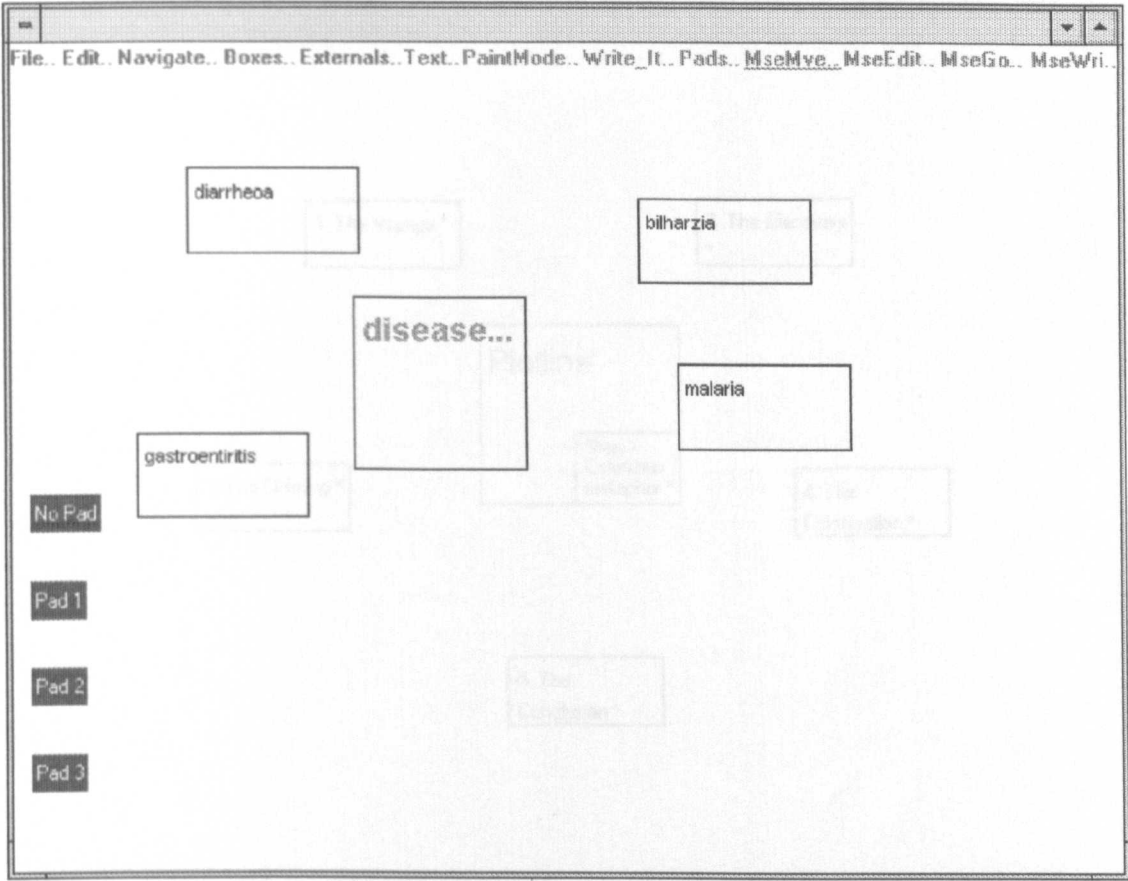 File.. Edit.. Navigate.. Boxes.. Externals.. Text.. PaintMode.. Write_It.. Pads.. MseMve.. MseEdit.. MseGo.. MseWri..
diarrheoa
bilharzia
disease...
malaria
gastroentiritis
No Pad
Pad 1
Pad 2
Pad 3